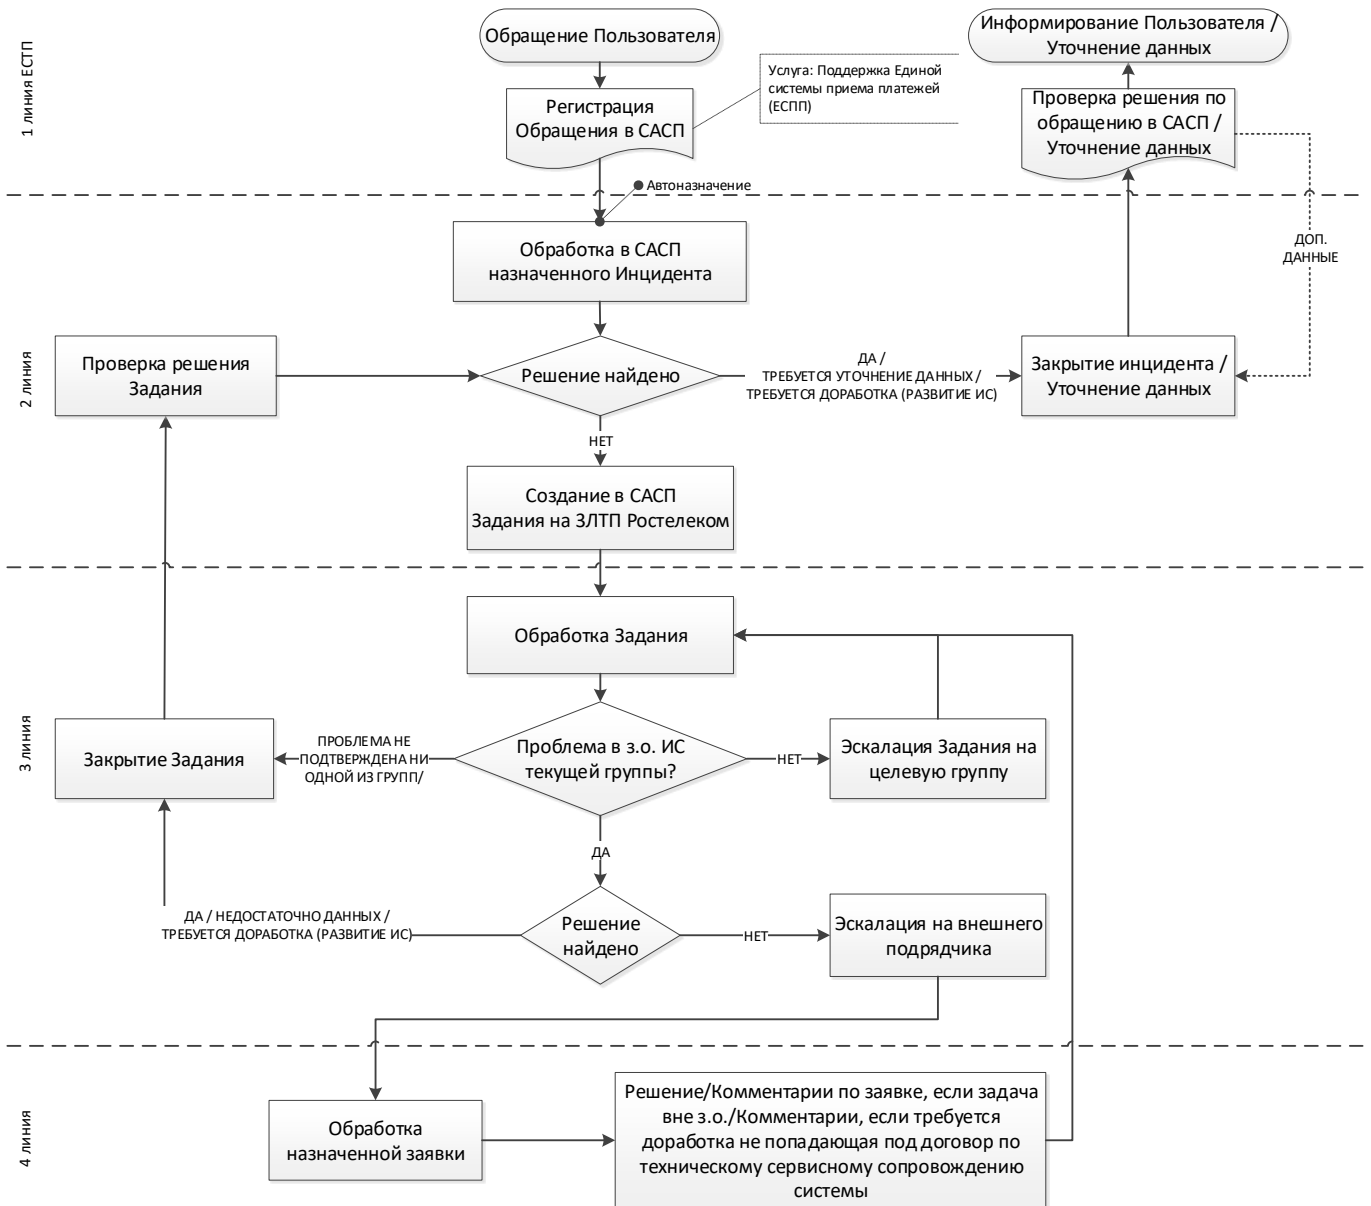 1 линия ЕСТП
Обращение Пользователя
Информирование Пользователя /
Уточнение данных
Услуга: Поддержка Единой
системы приема платежей
(ЕСПП)
Регистрация
Обращения в САСП
Проверка решения по
обращению в САСП /
Уточнение данных
Автоназначение
2 линия
Обработка в САСП
назначенного Инцидента
ДОП.
ДАННЫЕ
Проверка решения
Задания
Решение найдено
ДА /
ТРЕБУЕТСЯ УТОЧНЕНИЕ ДАННЫХ /
ТРЕБУЕТСЯ ДОРАБОТКА (РАЗВИТИЕ ИС)
Закрытие инцидента /
Уточнение данных
НЕТ
Создание в САСП
Задания на 3ЛТП Ростелеком
3 линия
Обработка Задания
Закрытие Задания
ПРОБЛЕМА НЕ
ПОДТВЕРЖДЕНА НИ
ОДНОЙ ИЗ ГРУПП/
Проблема в з.о. ИС
текущей группы?
НЕТ
Эскалация Задания на
целевую группу
ДА
ДА / НЕДОСТАТОЧНО ДАННЫХ /
ТРЕБУЕТСЯ ДОРАБОТКА (РАЗВИТИЕ ИС)
Решение
найдено
НЕТ
Эскалация на внешнего
подрядчика
4 линия
Обработка
назначенной заявки
Решение/Комментарии по заявке, если задача
вне з.о./Комментарии, если требуется
доработка не попадающая под договор по
техническому сервисному сопровождению
системы